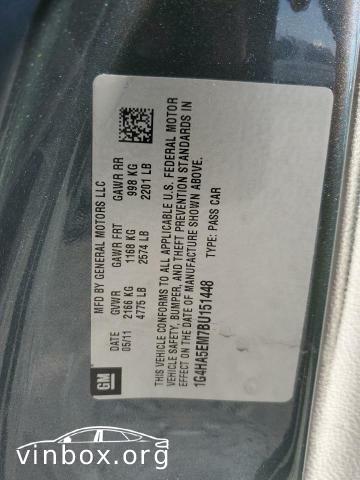 MFD BY GENERAL MOTORS LLC
DATE GVWR GAWR FRT GAWR RR
05/11 2166 KG 1168 KG 998 KG
4775 LB 2574 LB 2201 LB
THIS VEHICLE CONFORMS TO ALL APPLICABLE U.S. FEDERAL MOTOR
VEHICLE SAFETY, BUMPER, AND THEFT PREVENTION STANDARDS IN
EFFECT ON THE DATE OF MANUFACTURE SHOWN ABOVE.
1G4HA5EM7BU151448 TYPE: PASS CAR
GM
vinbox.org